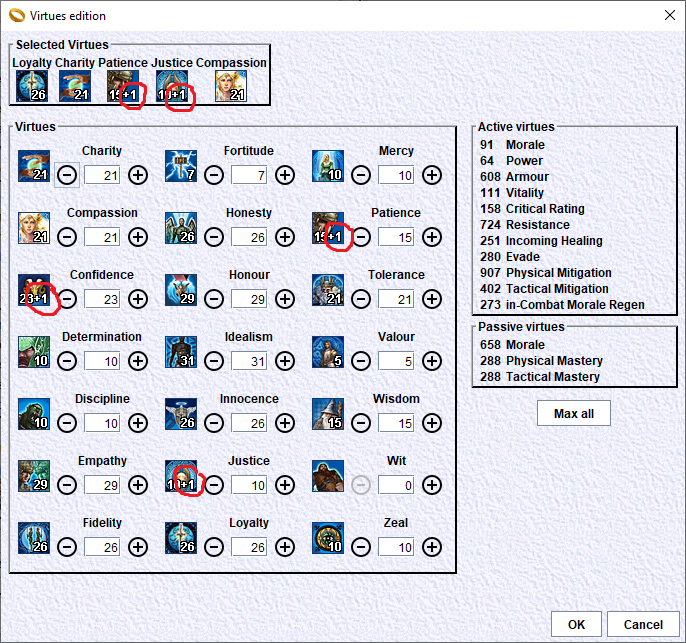 Virtues edition
Selected Virtues
Loyalty Charity Patience Justice Compassion
26 21 15+1 10+1 21
Virtues
Charity Fortitude Mercy
21 21 7 7 10 10
Compassion Honesty Patience
21 21 26 26 15+1 15
Confidence Honour Tolerance
23+1 23 29 29 21 21
Determination Idealism Valour
10 10 31 31 5 5
Discipline Innocence Wisdom
10 10 26 26 15 15
Empathy Justice Wit
29 29 10+1 10 0
Fidelity Loyalty Zeal
26 26 26 26 10 10
Active virtues
91 Morale
64 Power
608 Armour
111 Vitality
158 Critical Rating
724 Resistance
251 Incoming Healing
280 Evade
907 Physical Mitigation
402 Tactical Mitigation
273 in-Combat Morale Regen
Passive virtues
658 Morale
288 Physical Mastery
288 Tactical Mastery
Max all
OK Cancel